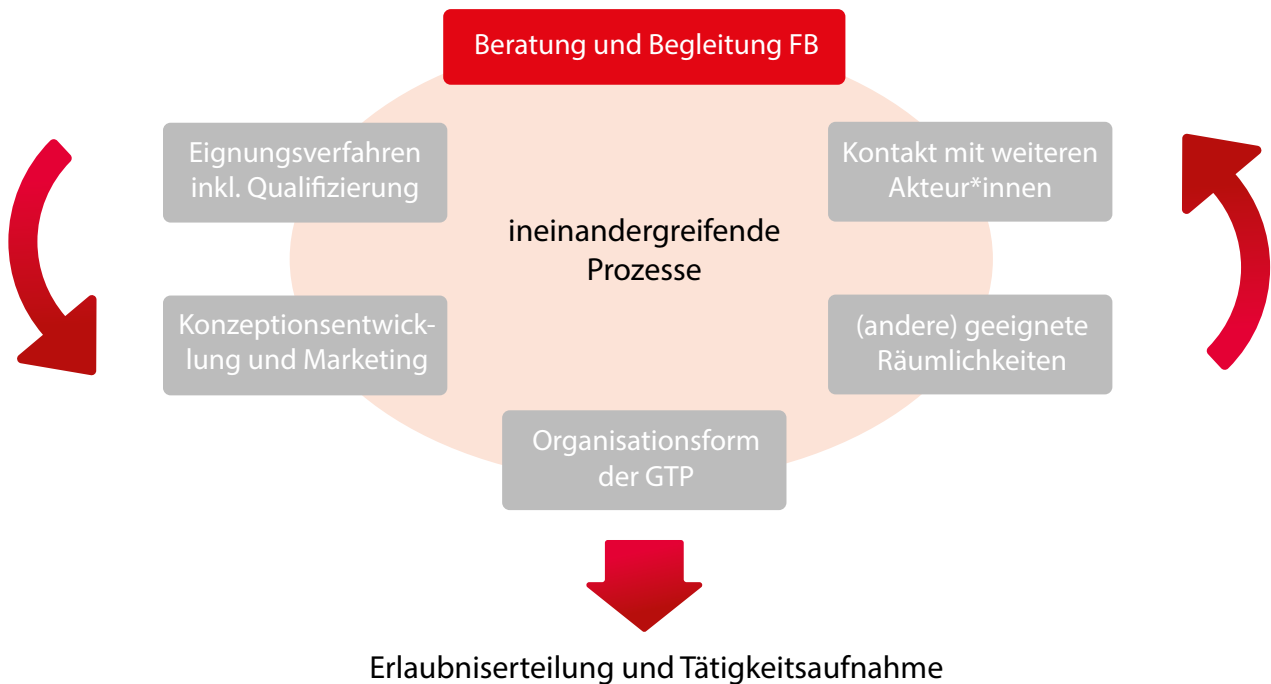 Beratung und Begleitung FB
Eignungsverfahren
inkl. Qualifizierung
Kontakt mit weiteren
Akteur*innen
ineinandergreifende
Prozesse
Konzeptionsentwick-
lung und Marketing
(andere) geeignete
Räumlichkeiten
Organisationsform
der GTP
Erlaubniserteilung und Tätigkeitsaufnahme